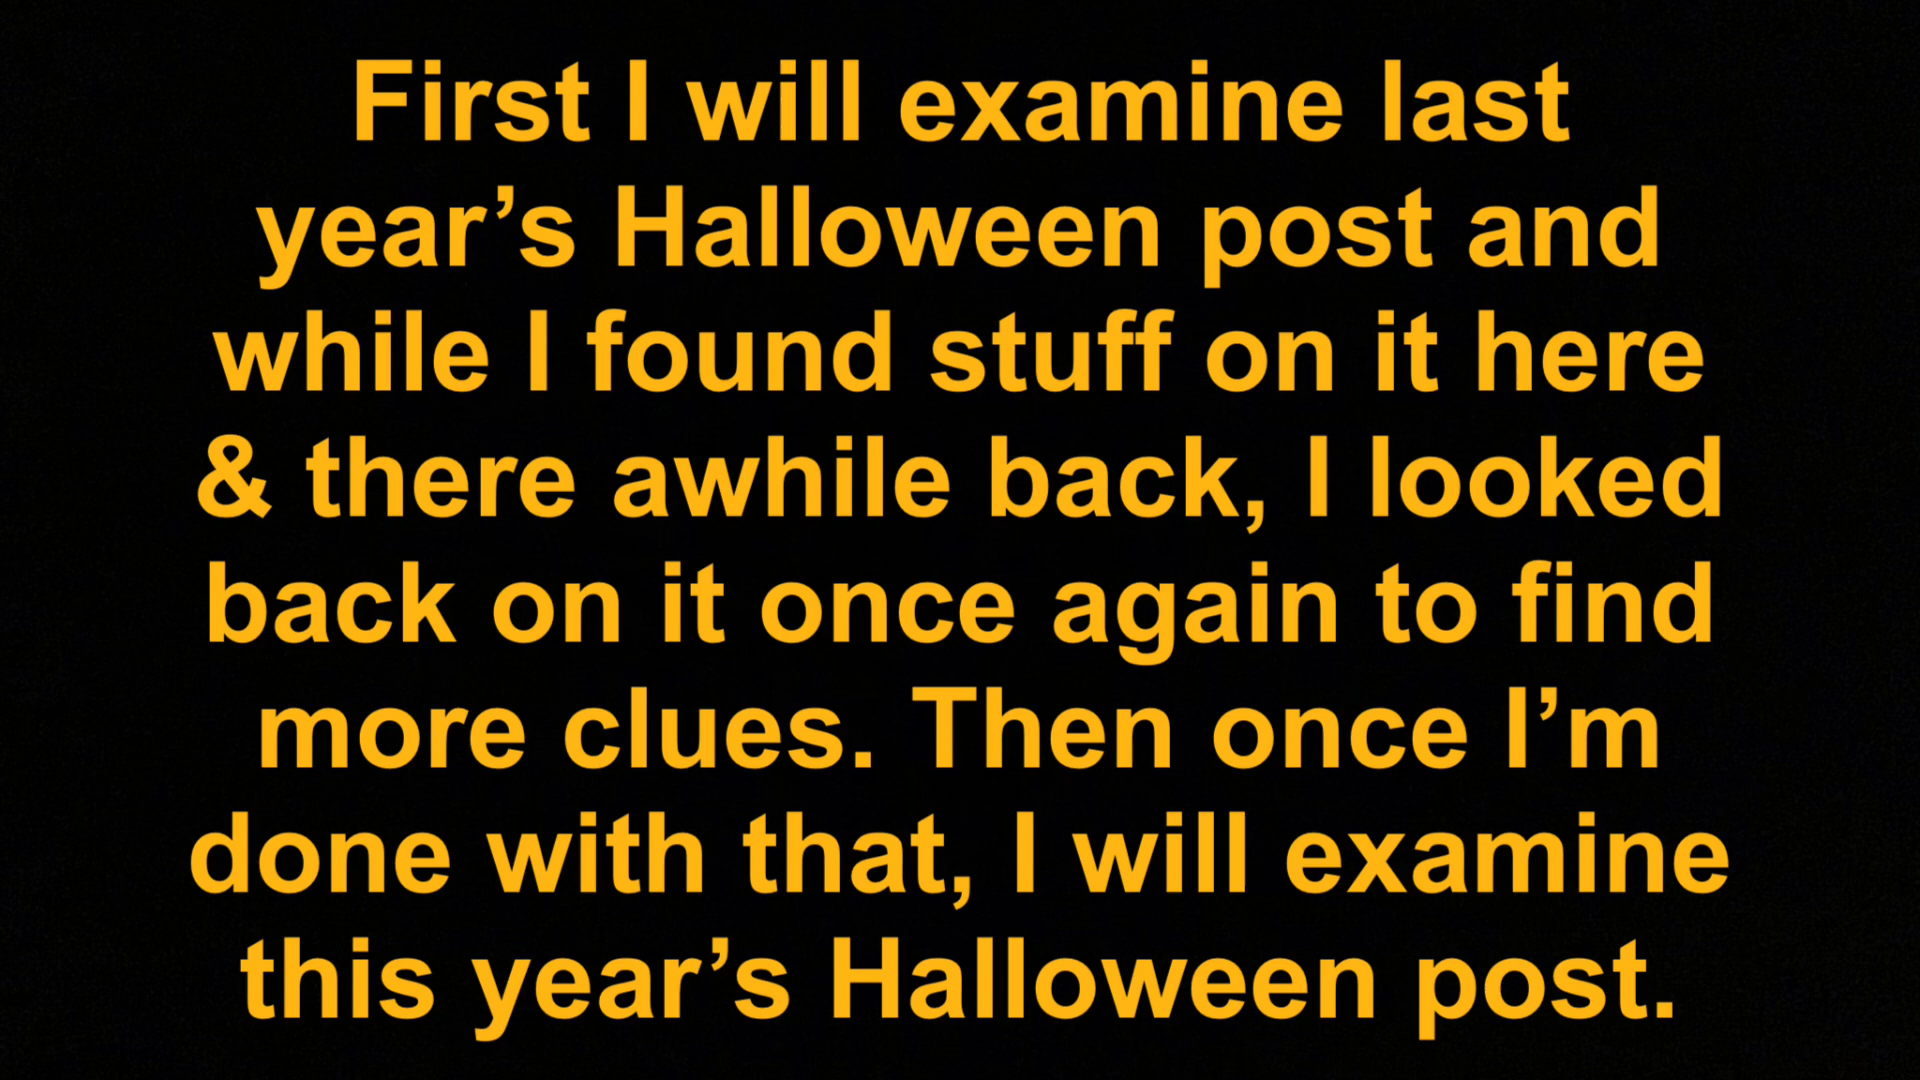 First I will examine last
year’s Halloween post and
while I found stuff on it here
& there awhile back, I looked
back on it once again to find
more clues. Then once I’m
done with that, I will examine
this year’s Halloween post.